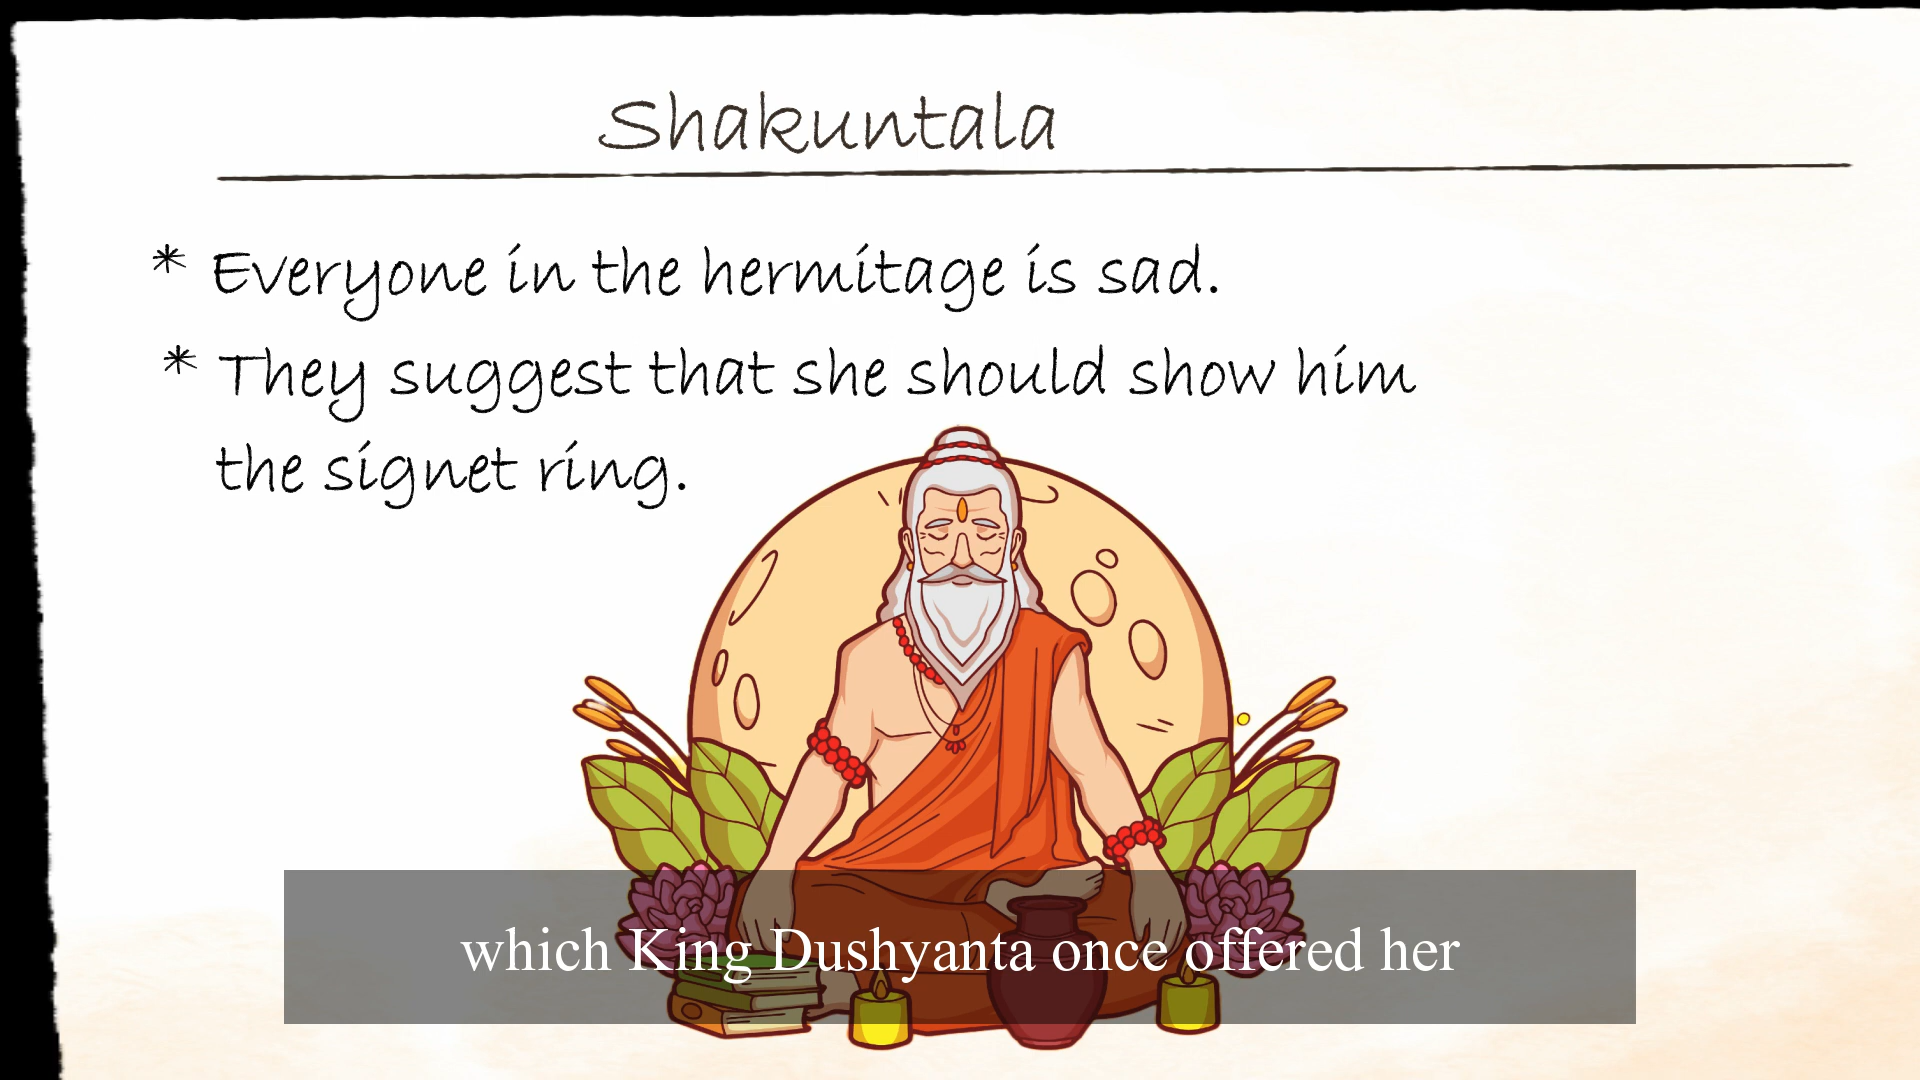 Shakuntala
* Everyone in the hermitage is sad.
* They suggest that she should show him
the signet ring.
which King Dushyanta once offered her